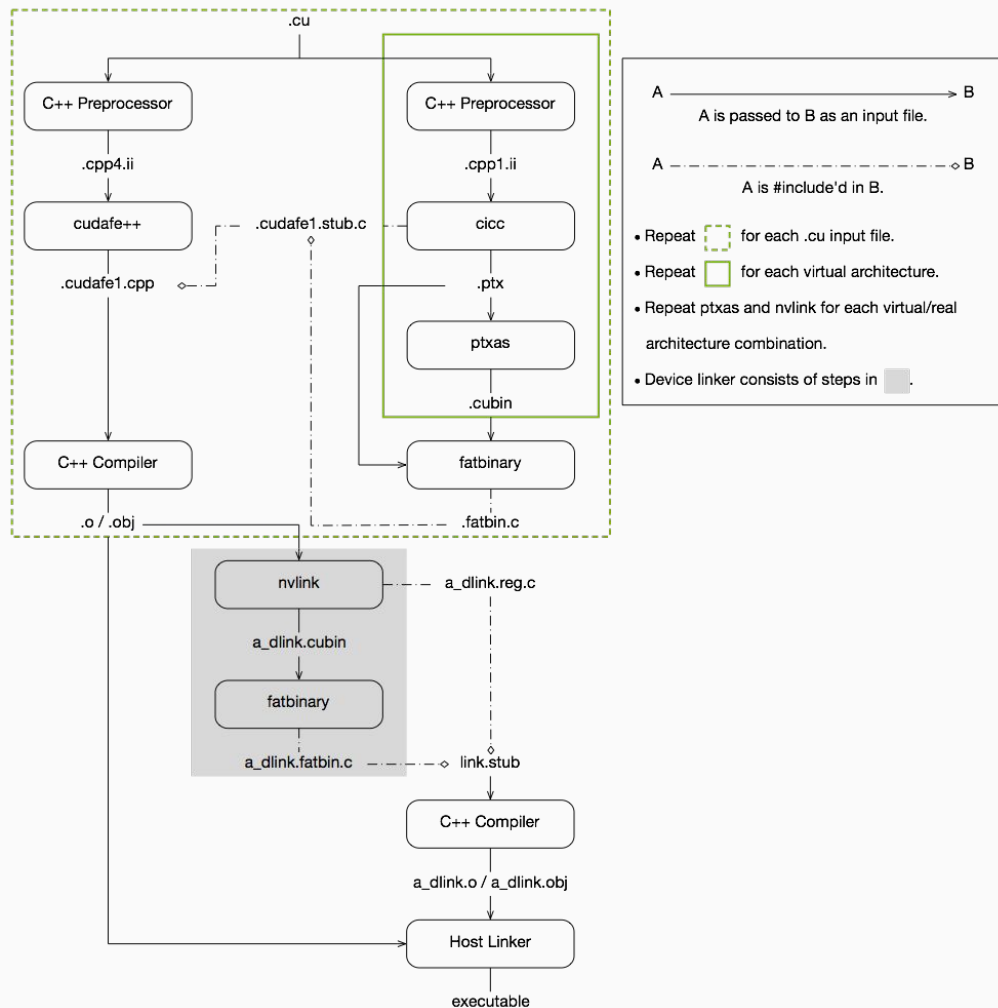 .cu
C++ Preprocessor
C++ Preprocessor
.cpp4.ii
.cpp1.ii
cudafe++
.cudafe1.stub.c
cicc
.cudafe1.cpp
.ptx
ptxas
.cubin
C++ Compiler
fatbinary
.o / .obj
.fatbin.c
nvlink
a_dlink.reg.c
a_dlink.cubin
fatbinary
a_dlink.fatbin.c
link.stub
C++ Compiler
a_dlink.o / a_dlink.obj
Host Linker
executable
A B
A is passed to B as an input file.
A B
A is #include'd in B.
• Repeat for each .cu input file.
• Repeat for each virtual architecture.
• Repeat ptxas and nvlink for each virtual/real
architecture combination.
• Device linker consists of steps in .